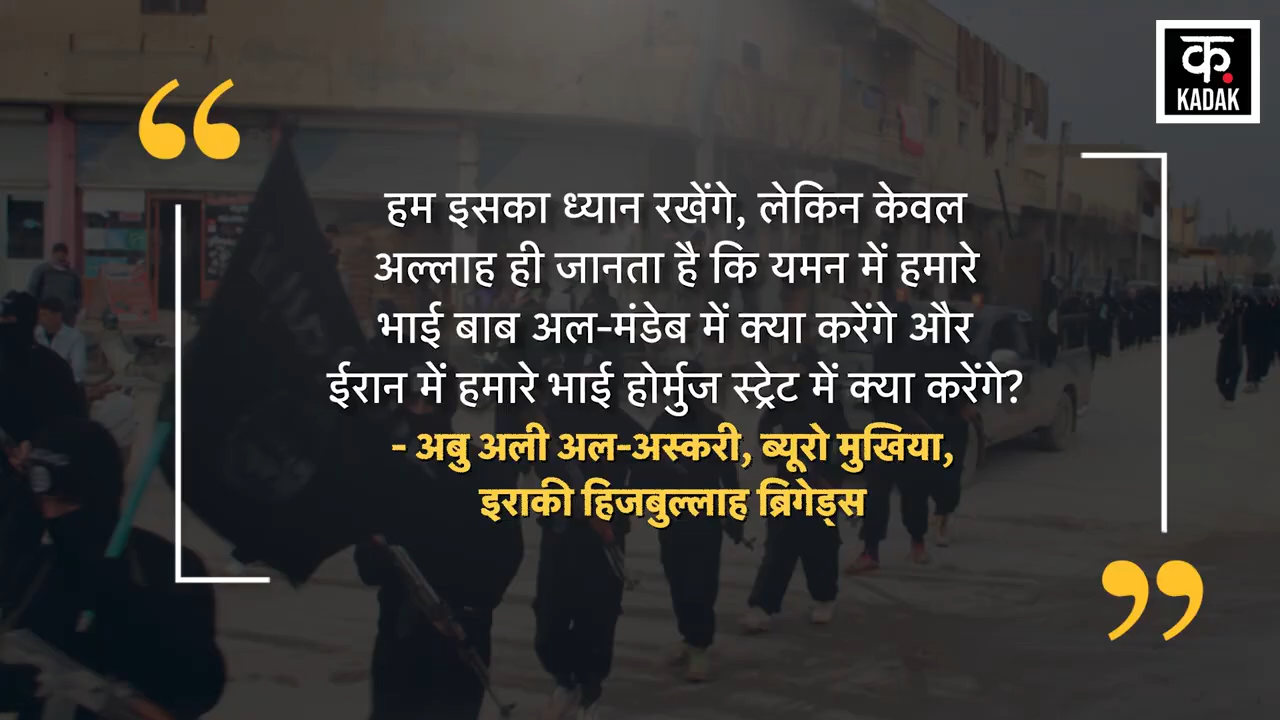 क
KADAK
हम इसका ध्यान रखेंगे, लेकिन केवल
अल्लाह ही जानता है कि यमन में हमारे
भाई बाब अल-मंडेब में क्या करेंगे और
ईरान में हमारे भाई होर्मुज स्ट्रेट में क्या करेंगे?
- अबु अली अल-अस्करी, ब्यूरो मुखिया,
इराकी हिजबुल्लाह ब्रिगेड्स